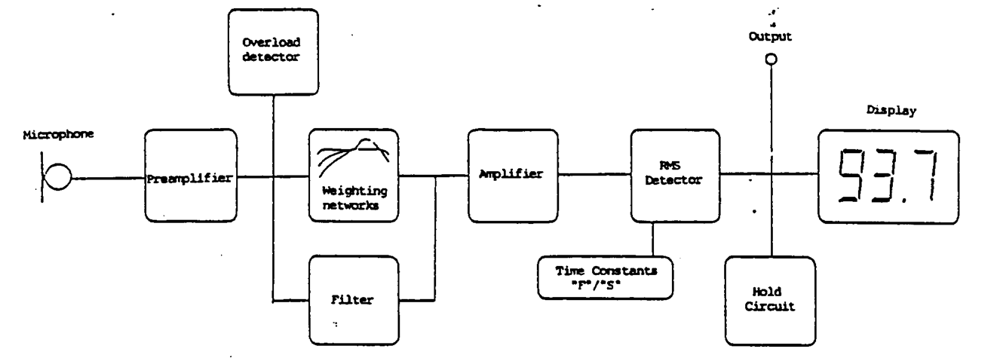 Overload
detector
Output
Display
Microphone
Preamplifier
Weighting
networks
Amplifier
RMS
Detector
93.7
Time Constants
"F"/"S"
Filter
Hold
Circuit